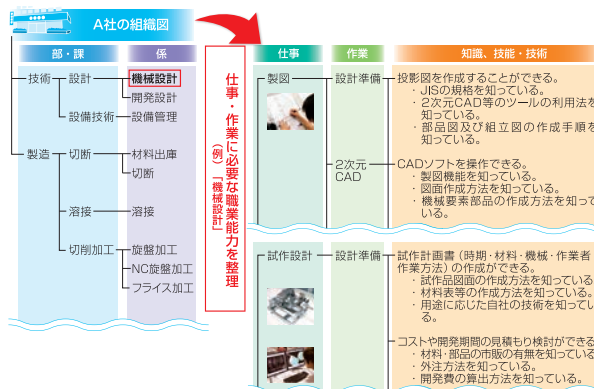 A社の組織図
部・課
係
技術
設計
機械設計
開発設計
設備技術
設備管理
製造
切断
材料出庫
切断
溶接
溶接
切削加工
旋盤加工
NC旋盤加工
フライス加工
仕事・作業に必要な職業能力を整理
（例）「機械設計」
仕事
作業
知識、技能・技術
製図
設計準備
投影図を作成することができる。
・JISの規格を知っている。
・2次元CAD等のツールの利用法を
知っている。
・部品図及び組立図の作成手順を
知っている。
2次元
CAD
CADソフトを操作できる。
・製図機能を知っている。
・図面作成方法を知っている。
・機械要素部品の作成方法を知って
いる。
試作設計
設計準備
試作計画書（時期・材料・機械・作業者
作業方法）の作成ができる。
・試作品図面の作成方法を知っている
・材料表等の作成方法を知っている。
・用途に応じた自社の技術を知ってい
る。
コストや開発期間の見積もり検討ができる
・材料・部品の市販の有無を知っている
・外注方法を知っている。
・開発費の算出方法を知っている。